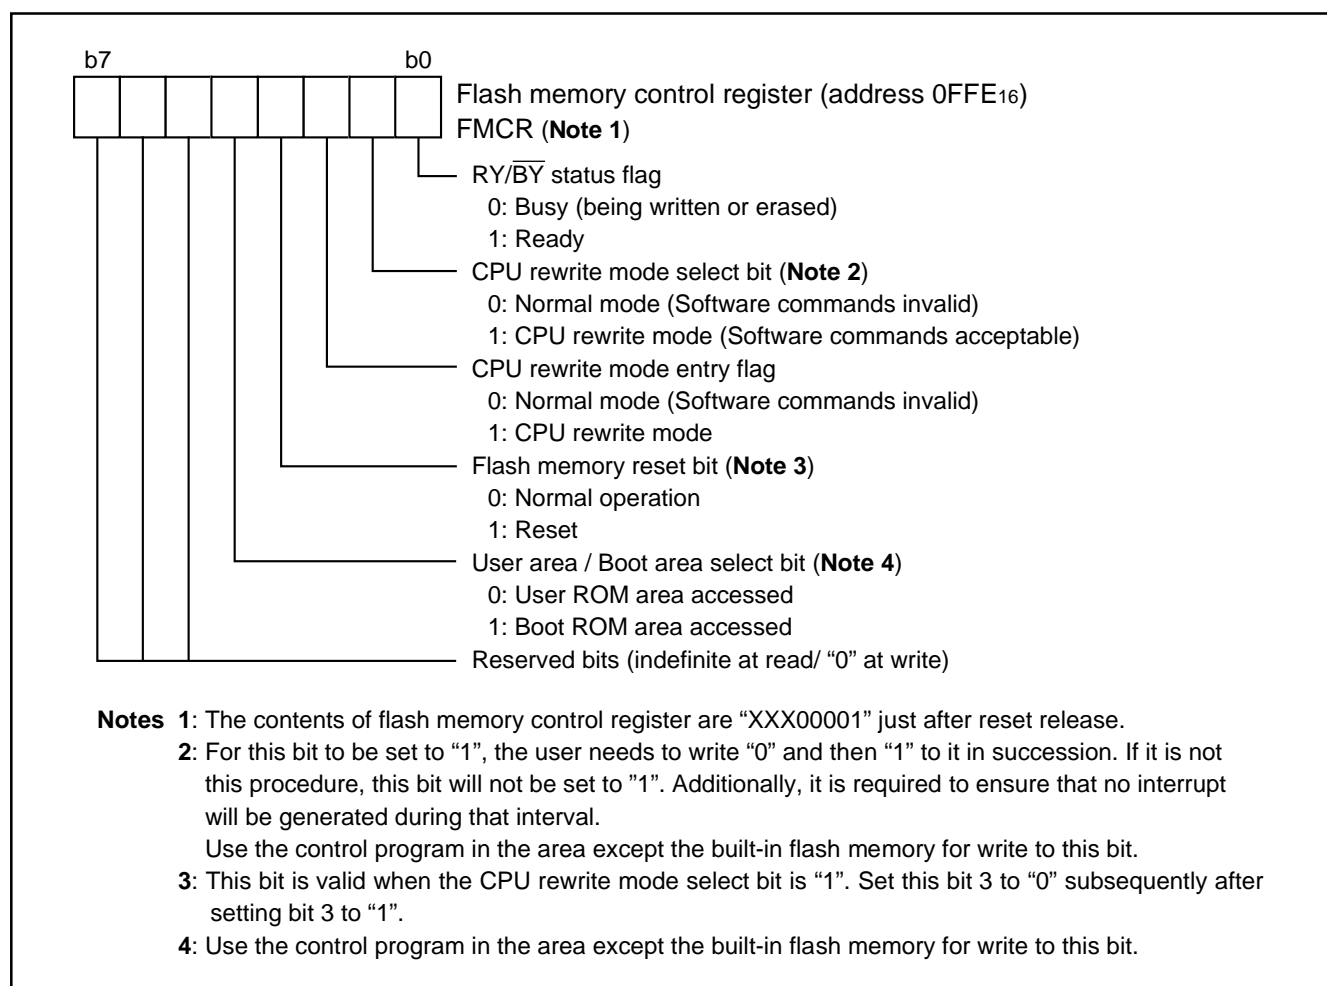 b7 b0
Flash memory control register (address 0FFE16)
FMCR (Note 1)
RY/BY status flag
0: Busy (being written or erased)
1: Ready
CPU rewrite mode select bit (Note 2)
0: Normal mode (Software commands invalid)
1: CPU rewrite mode (Software commands acceptable)
CPU rewrite mode entry flag
0: Normal mode (Software commands invalid)
1: CPU rewrite mode
Flash memory reset bit (Note 3)
0: Normal operation
1: Reset
User area / Boot area select bit (Note 4)
0: User ROM area accessed
1: Boot ROM area accessed
Reserved bits (indefinite at read/ “0” at write)
Notes 1: The contents of flash memory control register are “XXX00001” just after reset release.
2: For this bit to be set to “1”, the user needs to write “0” and then “1” to it in succession. If it is not
this procedure, this bit will not be set to ”1”. Additionally, it is required to ensure that no interrupt
will be generated during that interval.
Use the control program in the area except the built-in flash memory for write to this bit.
3: This bit is valid when the CPU rewrite mode select bit is “1”. Set this bit 3 to “0” subsequently after
setting bit 3 to “1”.
4: Use the control program in the area except the built-in flash memory for write to this bit.